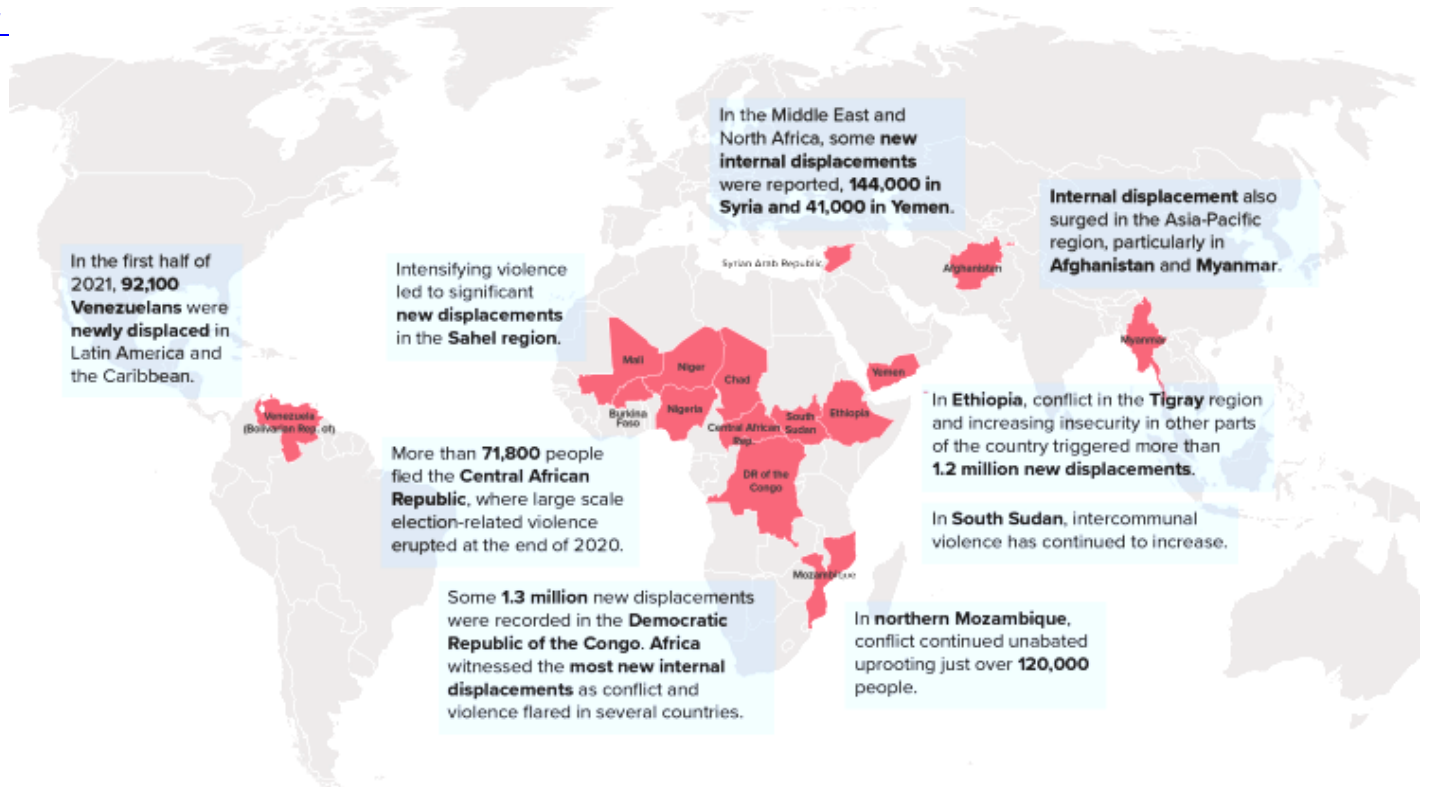 In the Middle East and
North Africa, some new
internal displacements
were reported, 144,000 in
Syria and 41,000 in Yemen.
Internal displacement also
surged in the Asia-Pacific
region, particularly in
Afghanistan and Myanmar.
In the first half of
2021, 92,100
Venezuelans were
newly displaced in
Latin America and
the Caribbean.
Intensifying violence
led to significant
new displacements
in the Sahel region.
Syrian Arab Republic
Afghanistan
Myanmar
Mali
Niger
Chad
Yemen
Burkina
Faso
Nigeria
South
Sudan
Ethiopia
Central African
Rep.
DR of the
Congo
Venezuela
(Bolivarian Rep. of)
In Ethiopia, conflict in the Tigray region
and increasing insecurity in other parts
of the country triggered more than
1.2 million new displacements.
More than 71,800 people
fled the Central African
Republic, where large scale
election-related violence
erupted at the end of 2020.
In South Sudan, intercommunal
violence has continued to increase.
Mozambique
Some 1.3 million new displacements
were recorded in the Democratic
Republic of the Congo. Africa
witnessed the most new internal
displacements as conflict and
violence flared in several countries.
In northern Mozambique,
conflict continued unabated
uprooting just over 120,000
people.